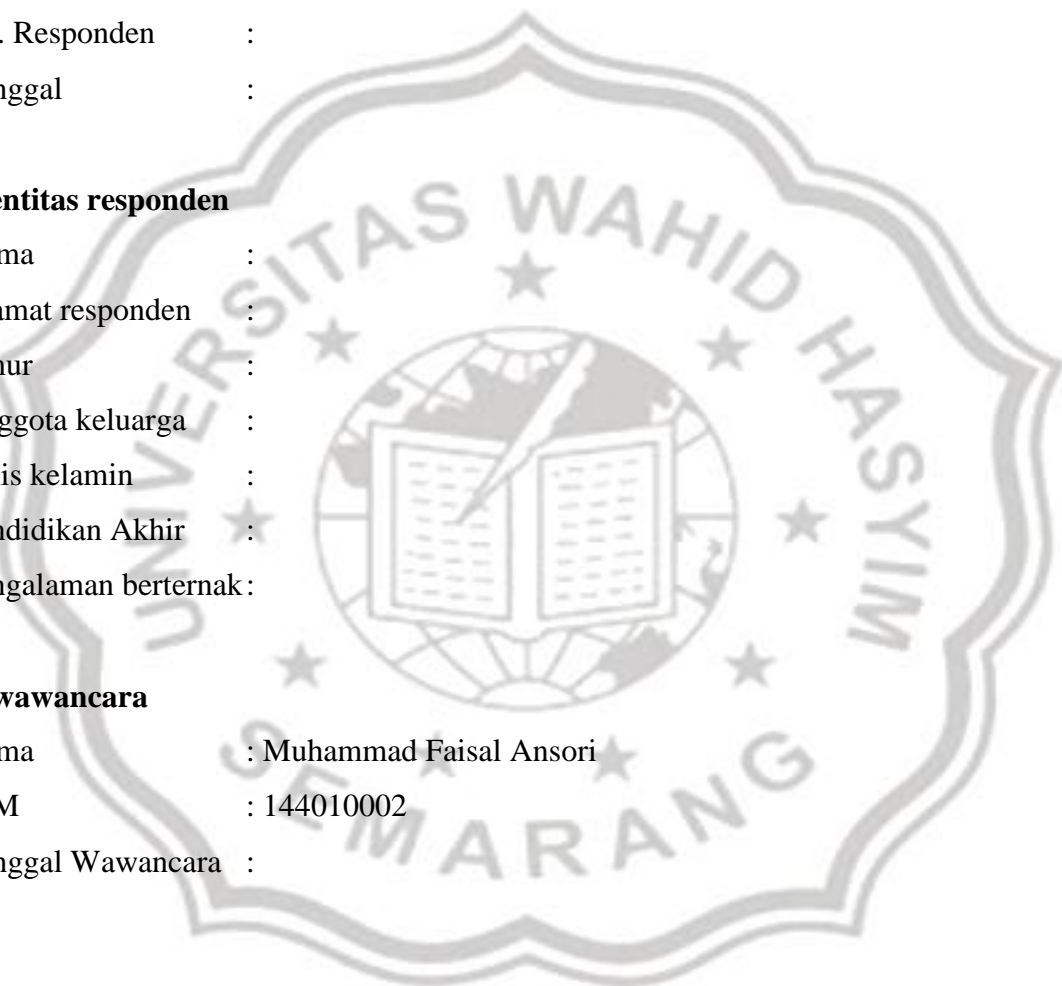 . Responden :
nggal :
entitas responden
ma :
amat responden :
nur :
ggota keluarga :
is kelamin :
ndidikan Akhir :
ngalaman berternak :
wawancara
ma : Muhammad Faisal Ansori
M : 144010002
nggal Wawancara :
UNIVERSITAS WAHID HASYIM
SEMARANG